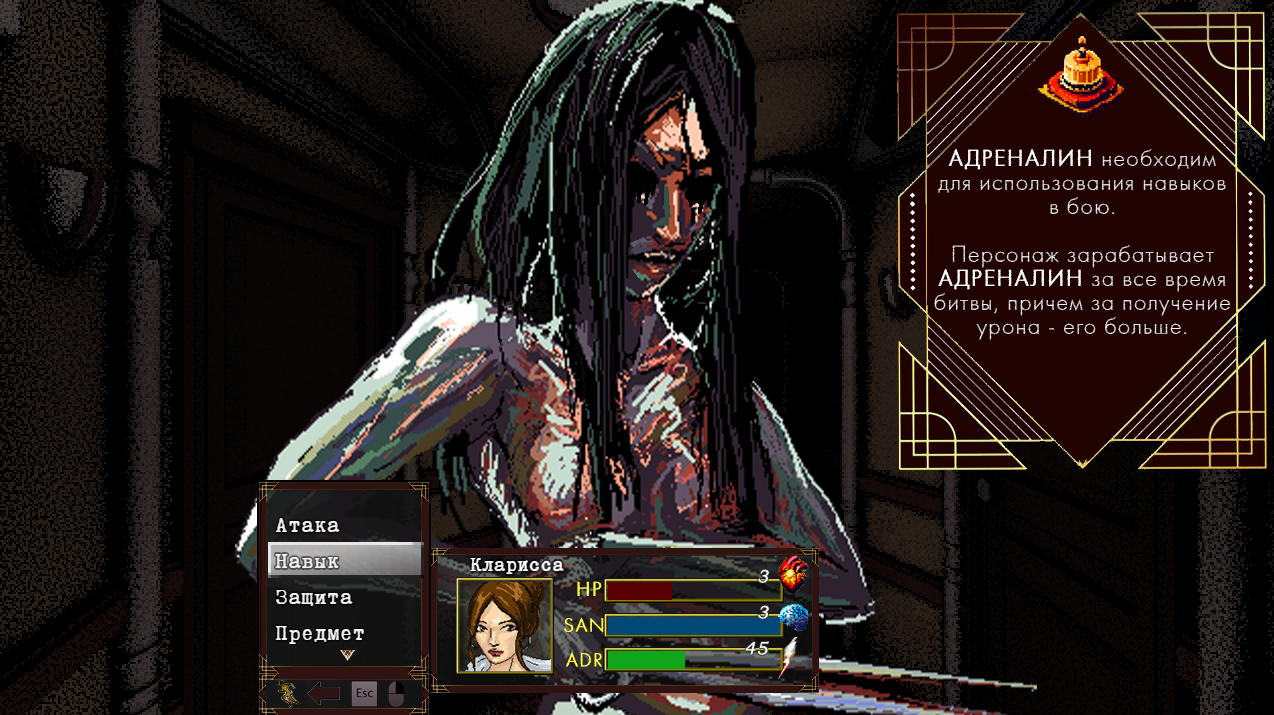 АДРЕНАЛИН необходим
для использования навыков
в бою.
Персонаж зарабатывает
АДРЕНАЛИН за все время
битвы, причем за получение
урона - его больше.
Атака
Навык
Защита
Предмет
Esc
Кларисса
HP 3
SAN 3
ADR 45